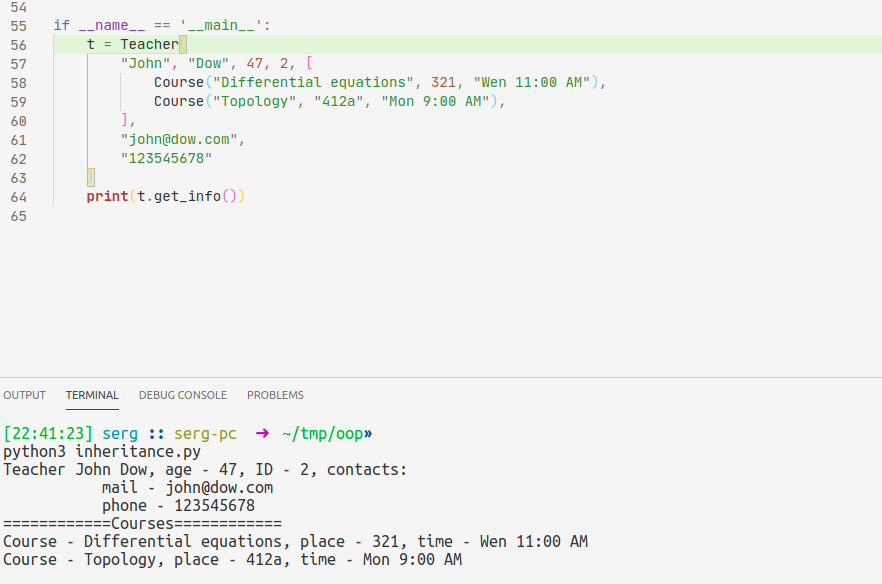 54
55 if __name__ == '__main__':
56 t = Teacher(
57 "John", "Dow", 47, 2, [
58 Course("Differential equations", 321, "Wen 11:00 AM"),
59 Course("Topology", "412a", "Mon 9:00 AM"),
60 ],
61 "john@dow.com",
62 "123545678"
63 )
64 print(t.get_info())
65
OUTPUT TERMINAL DEBUG CONSOLE PROBLEMS
[22:41:23] serg :: serg-pc ➜ ~/tmp/oop»
python3 inheritance.py
Teacher John Dow, age - 47, ID - 2, contacts:
mail - john@dow.com
phone - 123545678
============Courses============
Course - Differential equations, place - 321, time - Wen 11:00 AM
Course - Topology, place - 412a, time - Mon 9:00 AM